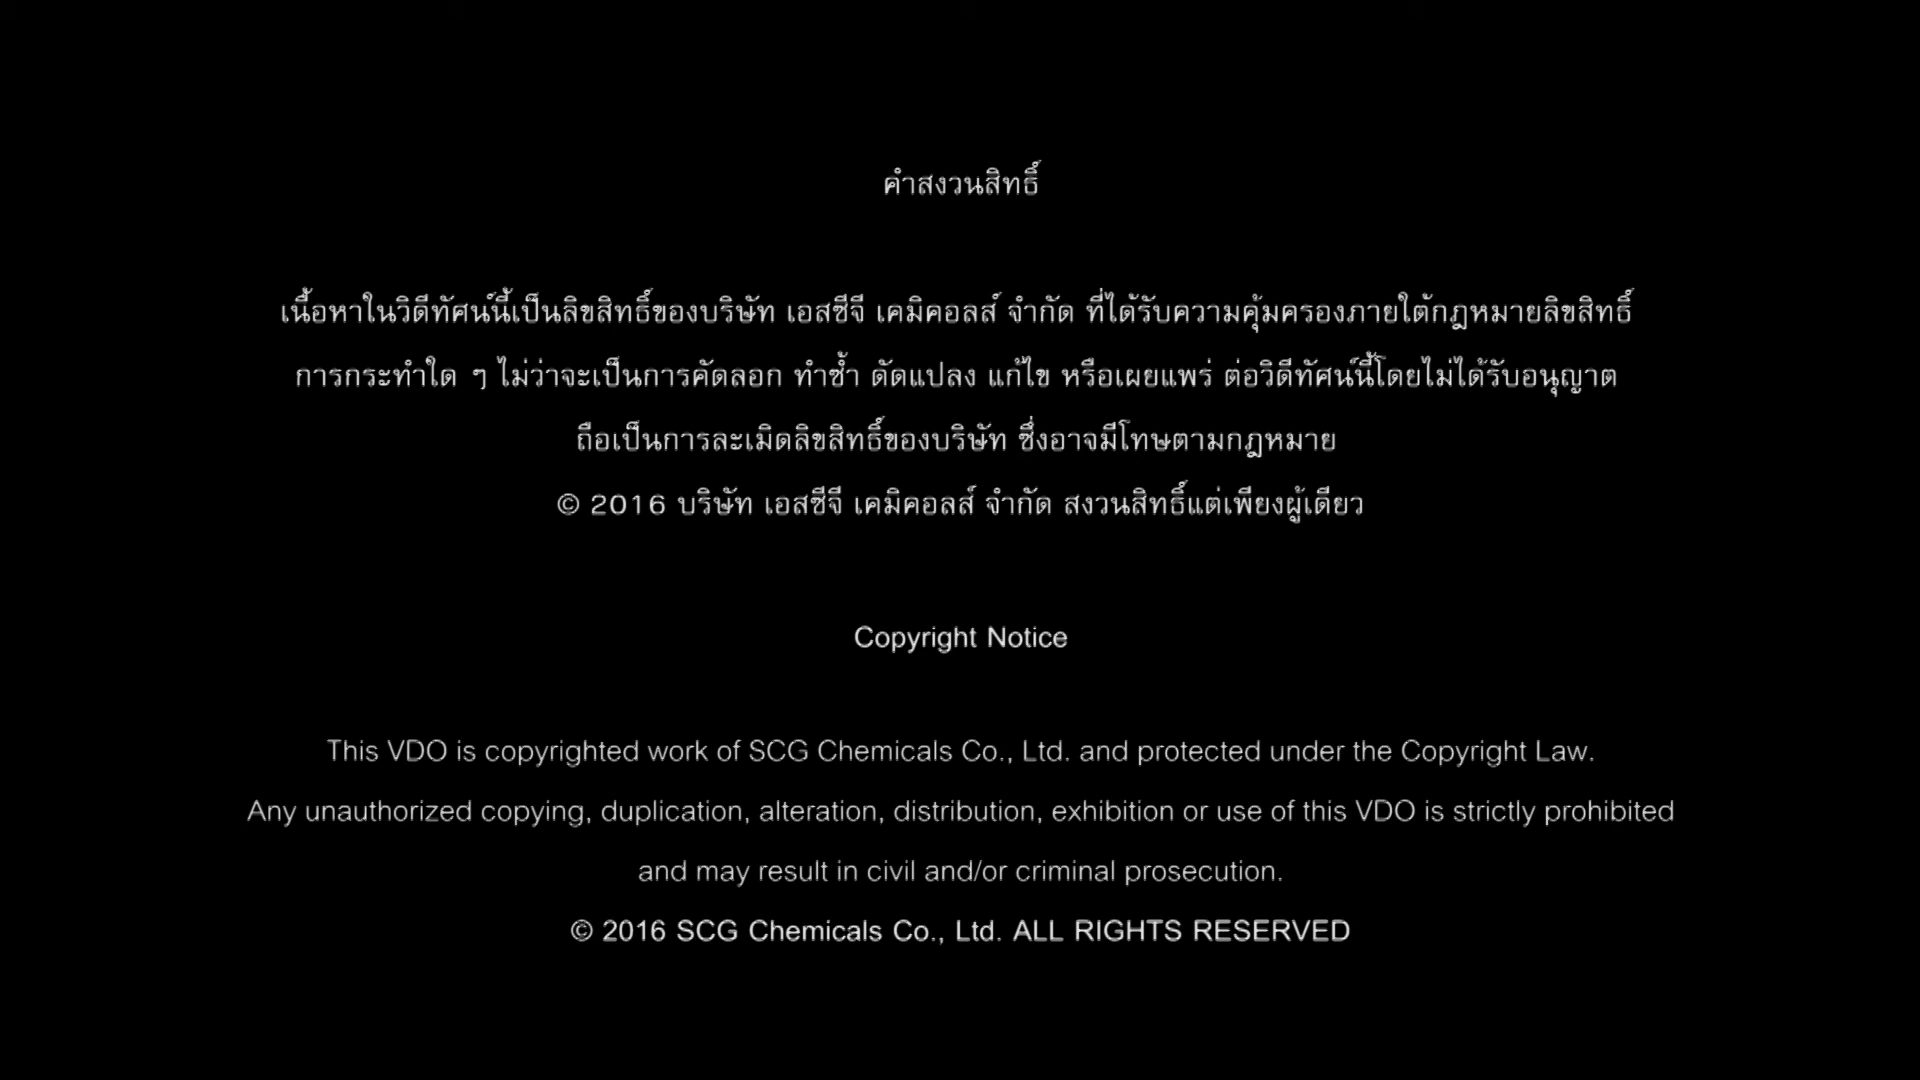 คำสงวนสิทธิ์
เนื้อหาในวิดีทัศน์นี้เป็นลิขสิทธิ์ของบริษัท เอสซีจี เคมิคอลส์ จำกัด ที่ได้รับความคุ้มครองภายใต้กฎหมายลิขสิทธิ์
การกระทำใด ๆ ไม่ว่าจะเป็นการคัดลอก ทำซ้ำ ดัดแปลง แก้ไข หรือเผยแพร่ ต่อวิดีทัศน์นี้โดยไม่ได้รับอนุญาต
ถือเป็นการละเมิดลิขสิทธิ์ของบริษัท ซึ่งอาจมีโทษตามกฎหมาย
© 2016 บริษัท เอสซีจี เคมิคอลส์ จำกัด สงวนสิทธิ์แต่เพียงผู้เดียว
Copyright Notice
This VDO is copyrighted work of SCG Chemicals Co., Ltd. and protected under the Copyright Law.
Any unauthorized copying, duplication, alteration, distribution, exhibition or use of this VDO is strictly prohibited
and may result in civil and/or criminal prosecution.
© 2016 SCG Chemicals Co., Ltd. ALL RIGHTS RESERVED